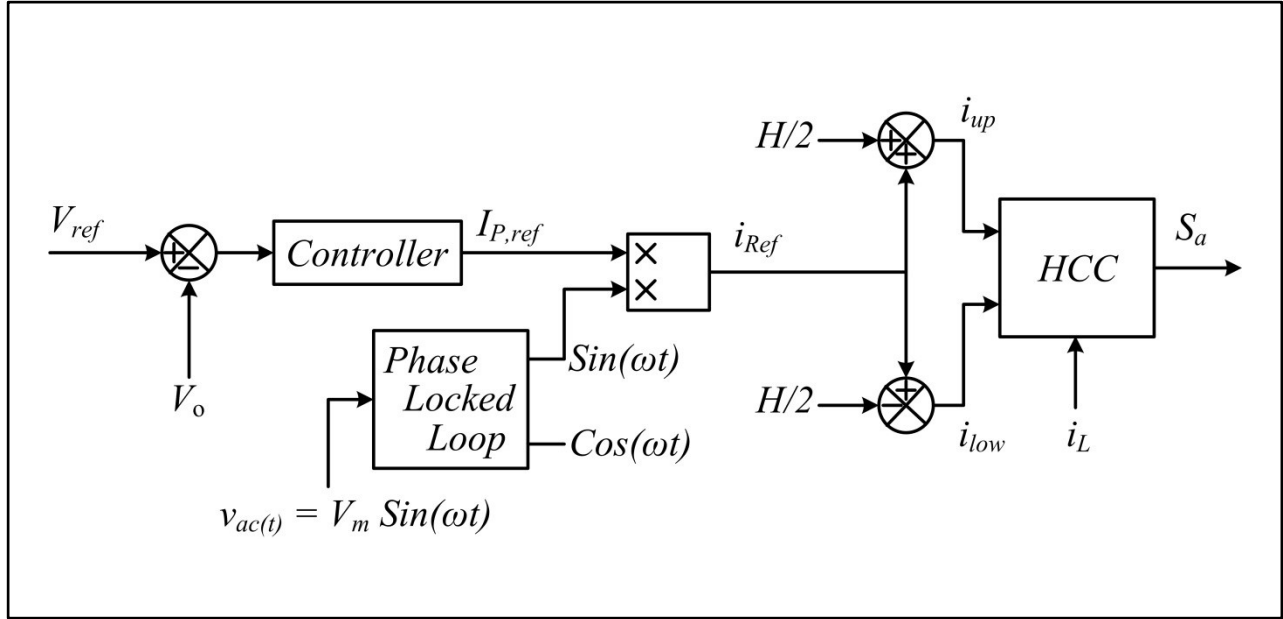 V_ref
+
−
V_o
Controller
I_P,ref
×
×
Phase
Locked
Loop
Sin(ωt)
Cos(ωt)
v_ac(t) = V_m Sin(ωt)
i_Ref
H/2
+
+
i_up
H/2
−
+
i_low
HCC
i_L
S_a